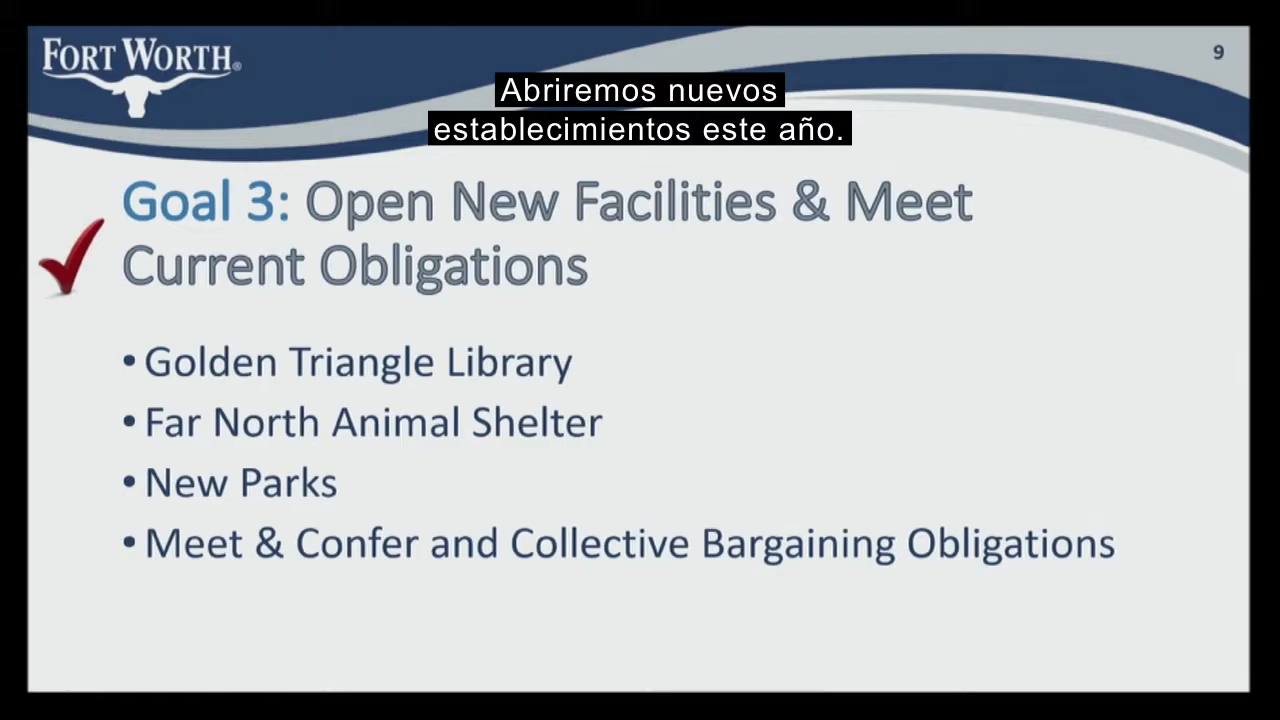 FORT WORTH®
9
Abriremos nuevos
establecimientos este año.
Goal 3: Open New Facilities & Meet
Current Obligations
• Golden Triangle Library
• Far North Animal Shelter
• New Parks
• Meet & Confer and Collective Bargaining Obligations